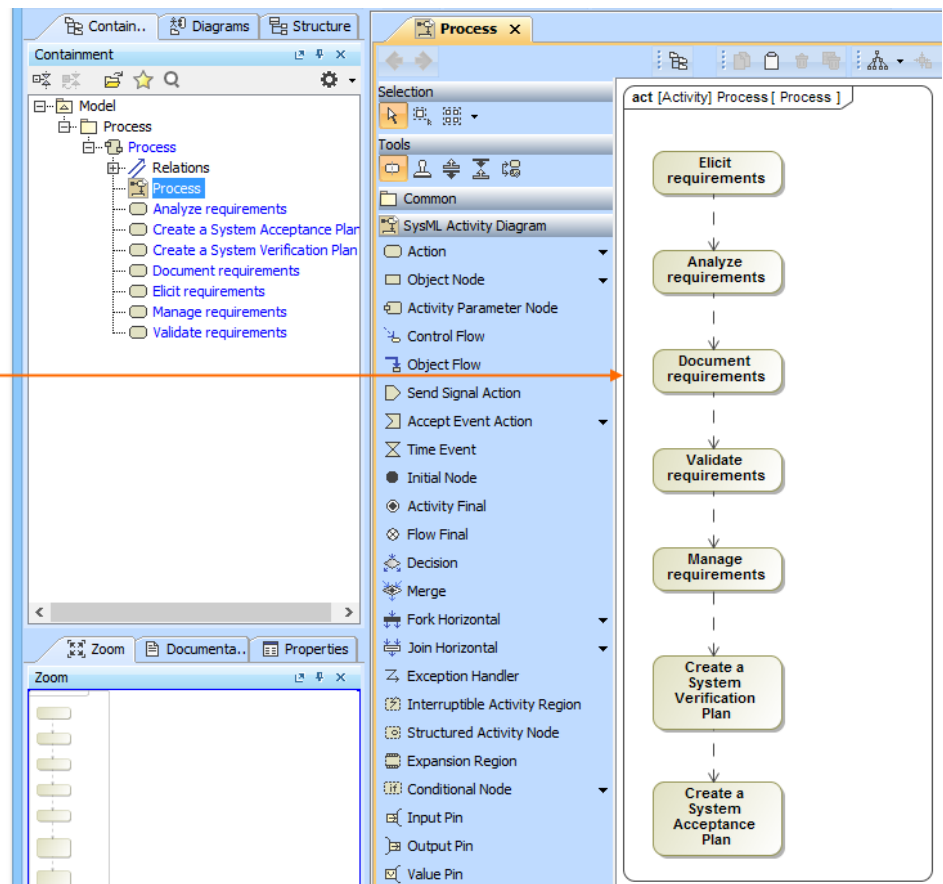 Contain..
Diagrams
Structure
Containment
Model
Process
Process
Relations
Process
Analyze requirements
Create a System Acceptance Plan
Create a System Verification Plan
Document requirements
Elicit requirements
Manage requirements
Validate requirements
Zoom
Documenta..
Properties
Zoom
Process
Selection
Tools
Common
SysML Activity Diagram
Action
Object Node
Activity Parameter Node
Control Flow
Object Flow
Send Signal Action
Accept Event Action
Time Event
Initial Node
Activity Final
Flow Final
Decision
Merge
Fork Horizontal
Join Horizontal
Exception Handler
Interruptible Activity Region
Structured Activity Node
Expansion Region
Conditional Node
Input Pin
Output Pin
Value Pin
act [Activity] Process [ Process ]
Elicit
requirements
Analyze
requirements
Document
requirements
Validate
requirements
Manage
requirements
Create a
System
Verification
Plan
Create a
System
Acceptance
Plan